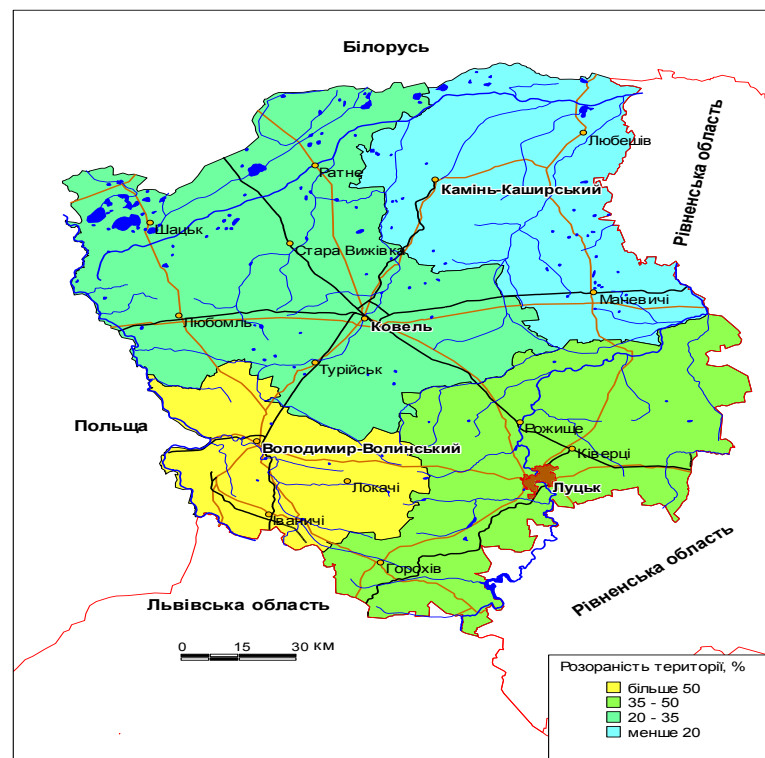 Білорусь
Рівненська область
Любешів
Ратне
Камінь-Каширський
Шацьк
Стара Вижівка
Маневичі
Любомль
Ковель
Турійськ
Польща
Рожище
Володимир-Волинський
Ківерці
Локачі
Луцьк
Іваничі
Горохів
Рівненська область
Львівська область
0 15 30 км
Розораність території, %
більше 50
35 - 50
20 - 35
менше 20